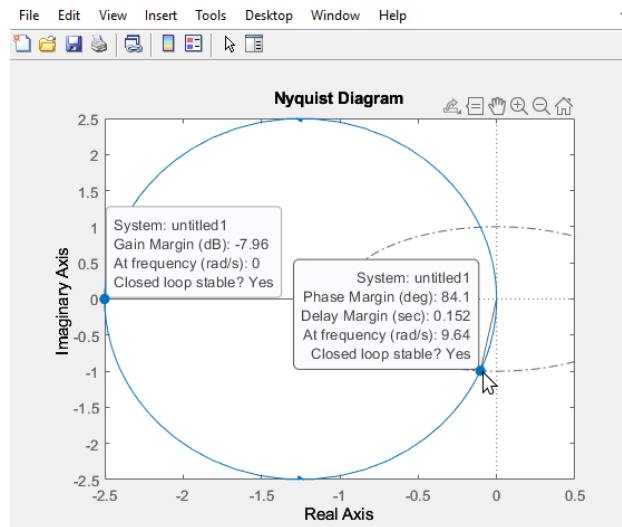 File Edit View Insert Tools Desktop Window Help
Nyquist Diagram
2.5
2
1.5
1
0.5
0
-0.5
-1
-1.5
-2
-2.5
Imaginary Axis
System: untitled1
Gain Margin (dB): -7.96
At frequency (rad/s): 0
Closed loop stable? Yes
System: untitled1
Phase Margin (deg): 84.1
Delay Margin (sec): 0.152
At frequency (rad/s): 9.64
Closed loop stable? Yes
-2.5 -2 -1.5 -1 -0.5 0 0.5
Real Axis